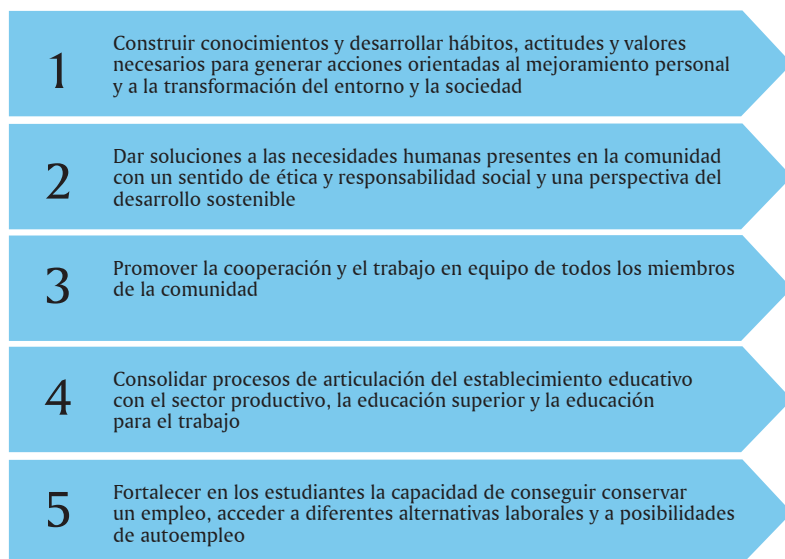 1
Construir conocimientos y desarrollar hábitos, actitudes y valores
necesarios para generar acciones orientadas al mejoramiento personal
y a la transformación del entorno y la sociedad
2
Dar soluciones a las necesidades humanas presentes en la comunidad
con un sentido de ética y responsabilidad social y una perspectiva del
desarrollo sostenible
3
Promover la cooperación y el trabajo en equipo de todos los miembros
de la comunidad
4
Consolidar procesos de articulación del establecimiento educativo
con el sector productivo, la educación superior y la educación
para el trabajo
5
Fortalecer en los estudiantes la capacidad de conseguir conservar
un empleo, acceder a diferentes alternativas laborales y a posibilidades
de autoempleo